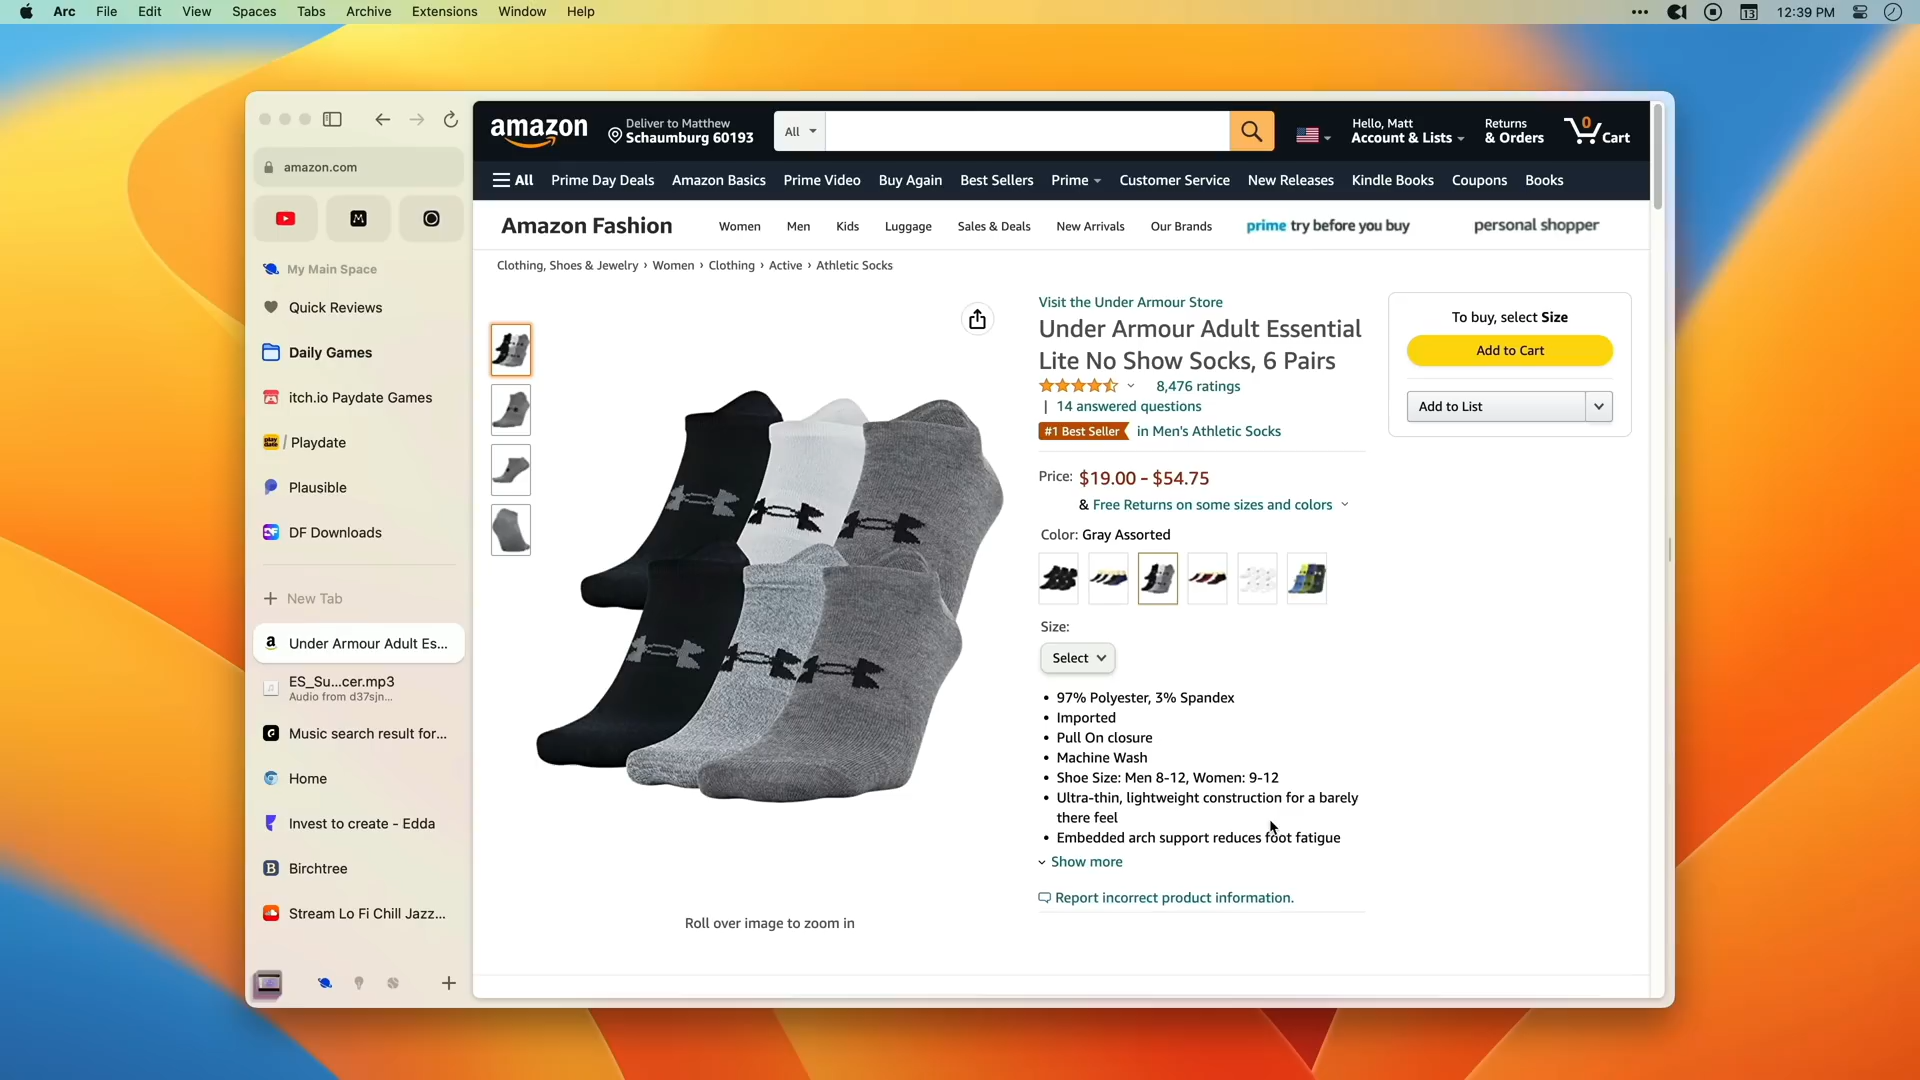 Arc File Edit View Spaces Tabs Archive Extensions Window Help
13 12:39 PM
amazon.com
My Main Space
Quick Reviews
Daily Games
itch.io Paydate Games
play date / Playdate
Plausible
DF Downloads
New Tab
Under Armour Adult Es...
ES_Su...cer.mp3
Audio from d37sjn...
Music search result for...
Home
Invest to create - Edda
Birchtree
Stream Lo Fi Chill Jazz...
amazon
Deliver to Matthew
Schaumburg 60193
All
Hello, Matt
Account & Lists
Returns
& Orders
0
Cart
All Prime Day Deals Amazon Basics Prime Video Buy Again Best Sellers Prime Customer Service New Releases Kindle Books Coupons Books
Amazon Fashion Women Men Kids Luggage Sales & Deals New Arrivals Our Brands prime try before you buy personal shopper
Clothing, Shoes & Jewelry › Women › Clothing › Active › Athletic Socks
Roll over image to zoom in
Visit the Under Armour Store
Under Armour Adult Essential
Lite No Show Socks, 6 Pairs
8,476 ratings
| 14 answered questions
#1 Best Seller in Men's Athletic Socks
Price: $19.00 - $54.75
& Free Returns on some sizes and colors
Color: Gray Assorted
Size:
Select
• 97% Polyester, 3% Spandex
• Imported
• Pull On closure
• Machine Wash
• Shoe Size: Men 8-12, Women: 9-12
• Ultra-thin, lightweight construction for a barely
there feel
• Embedded arch support reduces foot fatigue
Show more
Report incorrect product information.
To buy, select Size
Add to Cart
Add to List